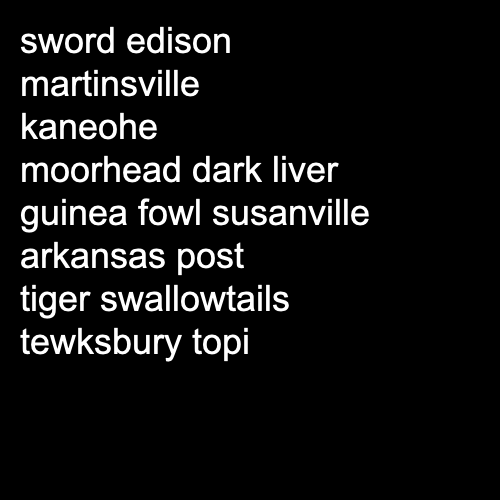 sword edison
martinsville
kaneohe
moorhead dark liver
guinea fowl susanville
arkansas post
tiger swallowtails
tewksbury topi